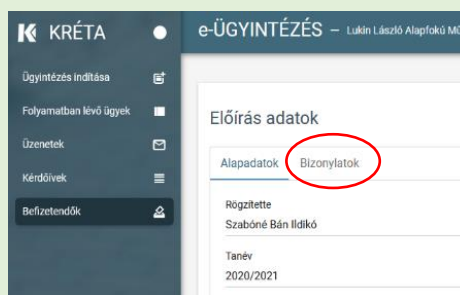 KRÉTA
e-ÜGYINTÉZÉS – Lukin László Alapfokú
Ügyintézés indítása
Folyamatban lévő ügyek
Üzenetek
Kérdőívek
Befizetendők
Előírás adatok
Alapadatok Bizonylatok
Rögzítette
Szabóné Bán Ildikó
Tanév
2020/2021